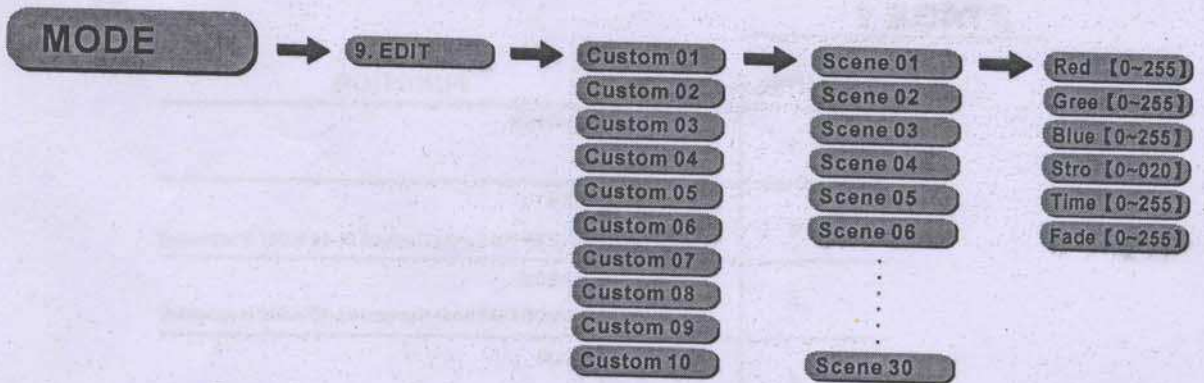 MODE
9. EDIT
Custom 01
Custom 02
Custom 03
Custom 04
Custom 05
Custom 06
Custom 07
Custom 08
Custom 09
Custom 10
Scene 01
Scene 02
Scene 03
Scene 04
Scene 05
Scene 06
Scene 30
Red 【0~255】
Gree【0~255】
Blue【0~255】
Stro 【0~020】
Time【0~255】
Fade【0~255】